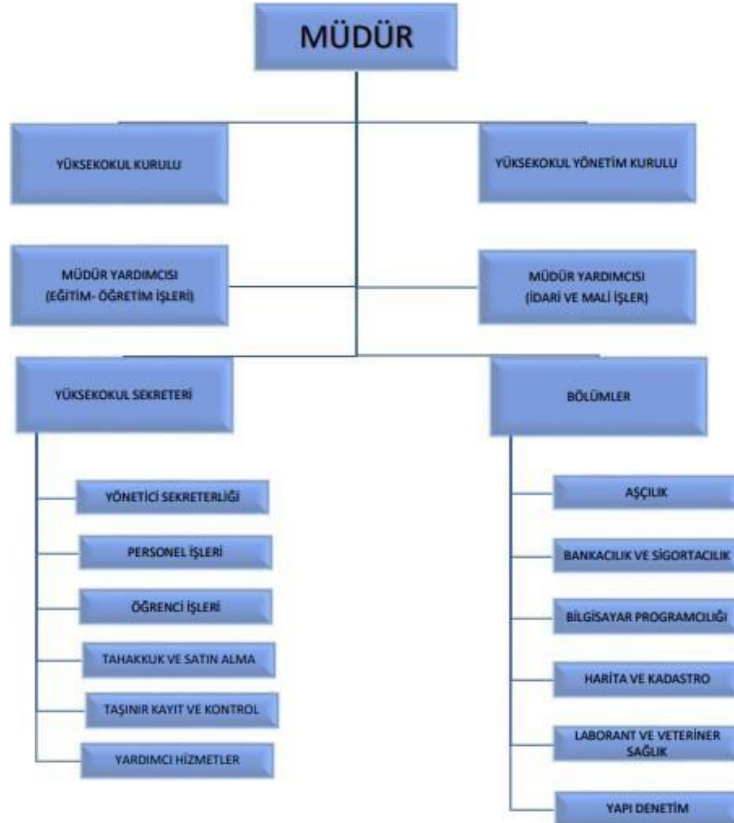 MÜDÜR
YÜKSEKOKUL KURULU
YÜKSEKOKUL YÖNETİM KURULU
MÜDÜR YARDIMCISI
(EĞİTİM- ÖĞRETİM İŞLERİ)
MÜDÜR YARDIMCISI
(İDARİ VE MALİ İŞLER)
YÜKSEKOKUL SEKRETERİ
YÖNETİCİ SEKRETERLİĞİ
PERSONEL İŞLERİ
ÖĞRENCİ İŞLERİ
TAHAKKUK VE SATIN ALMA
TAŞINIR KAYIT VE KONTROL
YARDIMCI HİZMETLER
BÖLÜMLER
AŞÇILIK
BANKACILIK VE SİGORTACILIK
BİLGİSAYAR PROGRAMCILIĞI
HARİTA VE KADASTRO
LABORANT VE VETERİNER
SAĞLIK
YAPI DENETİM